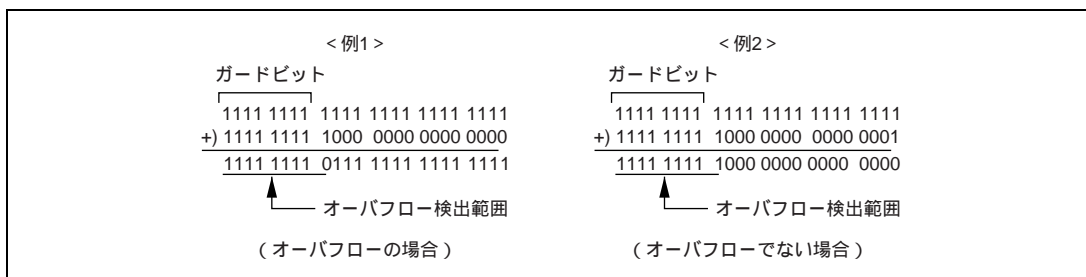 <例1>
ガードビット
1111 1111 1111 1111 1111 1111
+) 1111 1111 1000 0000 0000 0000
1111 1111 0111 1111 1111 1111
オーバフロー検出範囲
(オーバフローの場合)
<例2>
ガードビット
1111 1111 1111 1111 1111 1111
+) 1111 1111 1000 0000 0000 0001
1111 1111 1000 0000 0000 0000
オーバフロー検出範囲
(オーバフローでない場合)